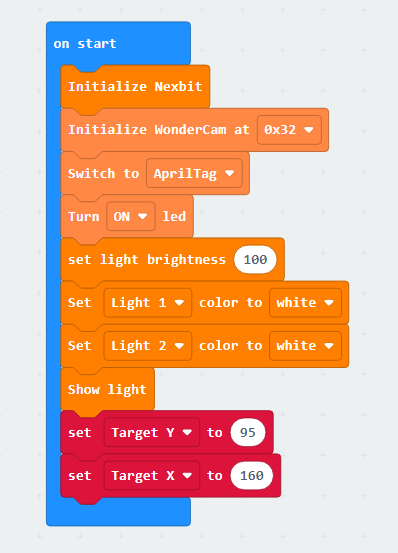 on start
Initialize Nexbit
Initialize WonderCam at 0x32
Switch to AprilTag
Turn ON led
set light brightness 100
Set Light 1 color to white
Set Light 2 color to white
Show light
set Target Y to 95
set Target X to 160